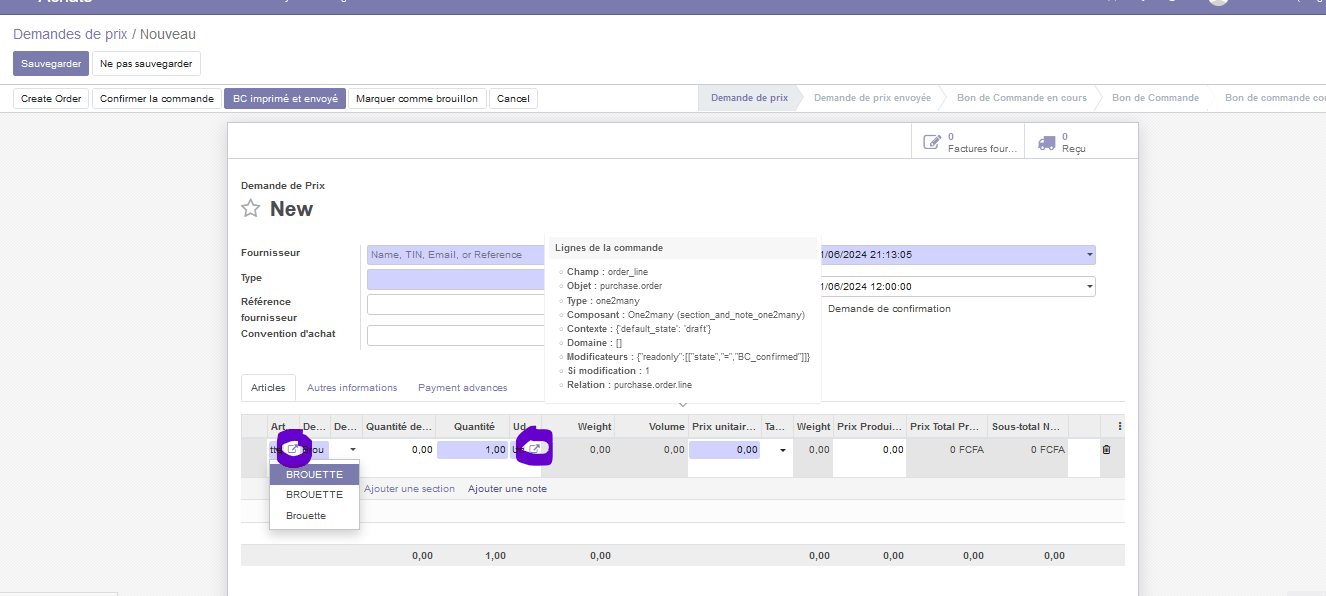 Demandes de prix / Nouveau
Sauvegarder Ne pas sauvegarder
Create Order Confirmer la commande BC imprimé et envoyé Marquer comme brouillon Cancel Demande de prix Demande de prix envoyée Bon de Commande en cours Bon de Commande Bon de commande
0
Factures four...
0
Reçu
Demande de Prix
New
Fournisseur Name, TIN, Email, or Reference
Type
Référence
fournisseur
Convention d'achat
1/06/2024 21:13:05
1/06/2024 12:00:00
Demande de confirmation
Lignes de la commande
Champ : order_line
Objet : purchase.order
Type : one2many
Composant : One2many (section_and_note_one2many)
Contexte : {'default_state': 'draft'}
Domaine : []
Modificateurs : {"readonly":[["state","=","BC_confirmed"]]}
Si modification : 1
Relation : purchase.order.line
Articles Autres informations Payment advances
Art De... De... Quantité de... Quantité Ud Weight Volume Prix unitair... Ta... Weight Prix Produi... Prix Total Pr... Sous-total N...
0,00 1,00 0,00 0,00 0,00 0,00 0,00 0 FCFA 0 FCFA
BROUETTE
BROUETTE
Brouette
Ajouter une section Ajouter une note
0,00 1,00 0,00 0,00 0,00 0,00 0,00